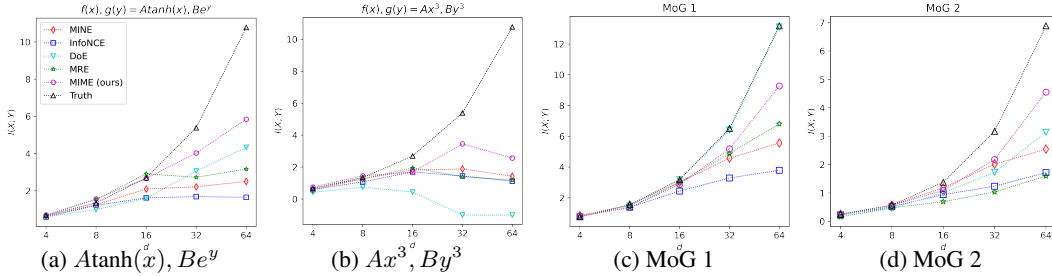 f(x), g(y) = Atanh(x), Be^y
I(X; Y)
10
8
6
4
2
MINE
InfoNCE
DoE
MRE
MIME (ours)
Truth
4 8 16 32 64
d
(a) Atanh(x), Be^y
f(x), g(y) = Ax^3, By^3
I(X; Y)
10
8
6
4
2
0
4 8 16 32 64
d
(b) Ax^3, By^3
MoG 1
I(X; Y)
12
10
8
6
4
2
4 8 16 32 64
d
(c) MoG 1
MoG 2
I(X; Y)
7
6
5
4
3
2
1
0
4 8 16 32 64
d
(d) MoG 2